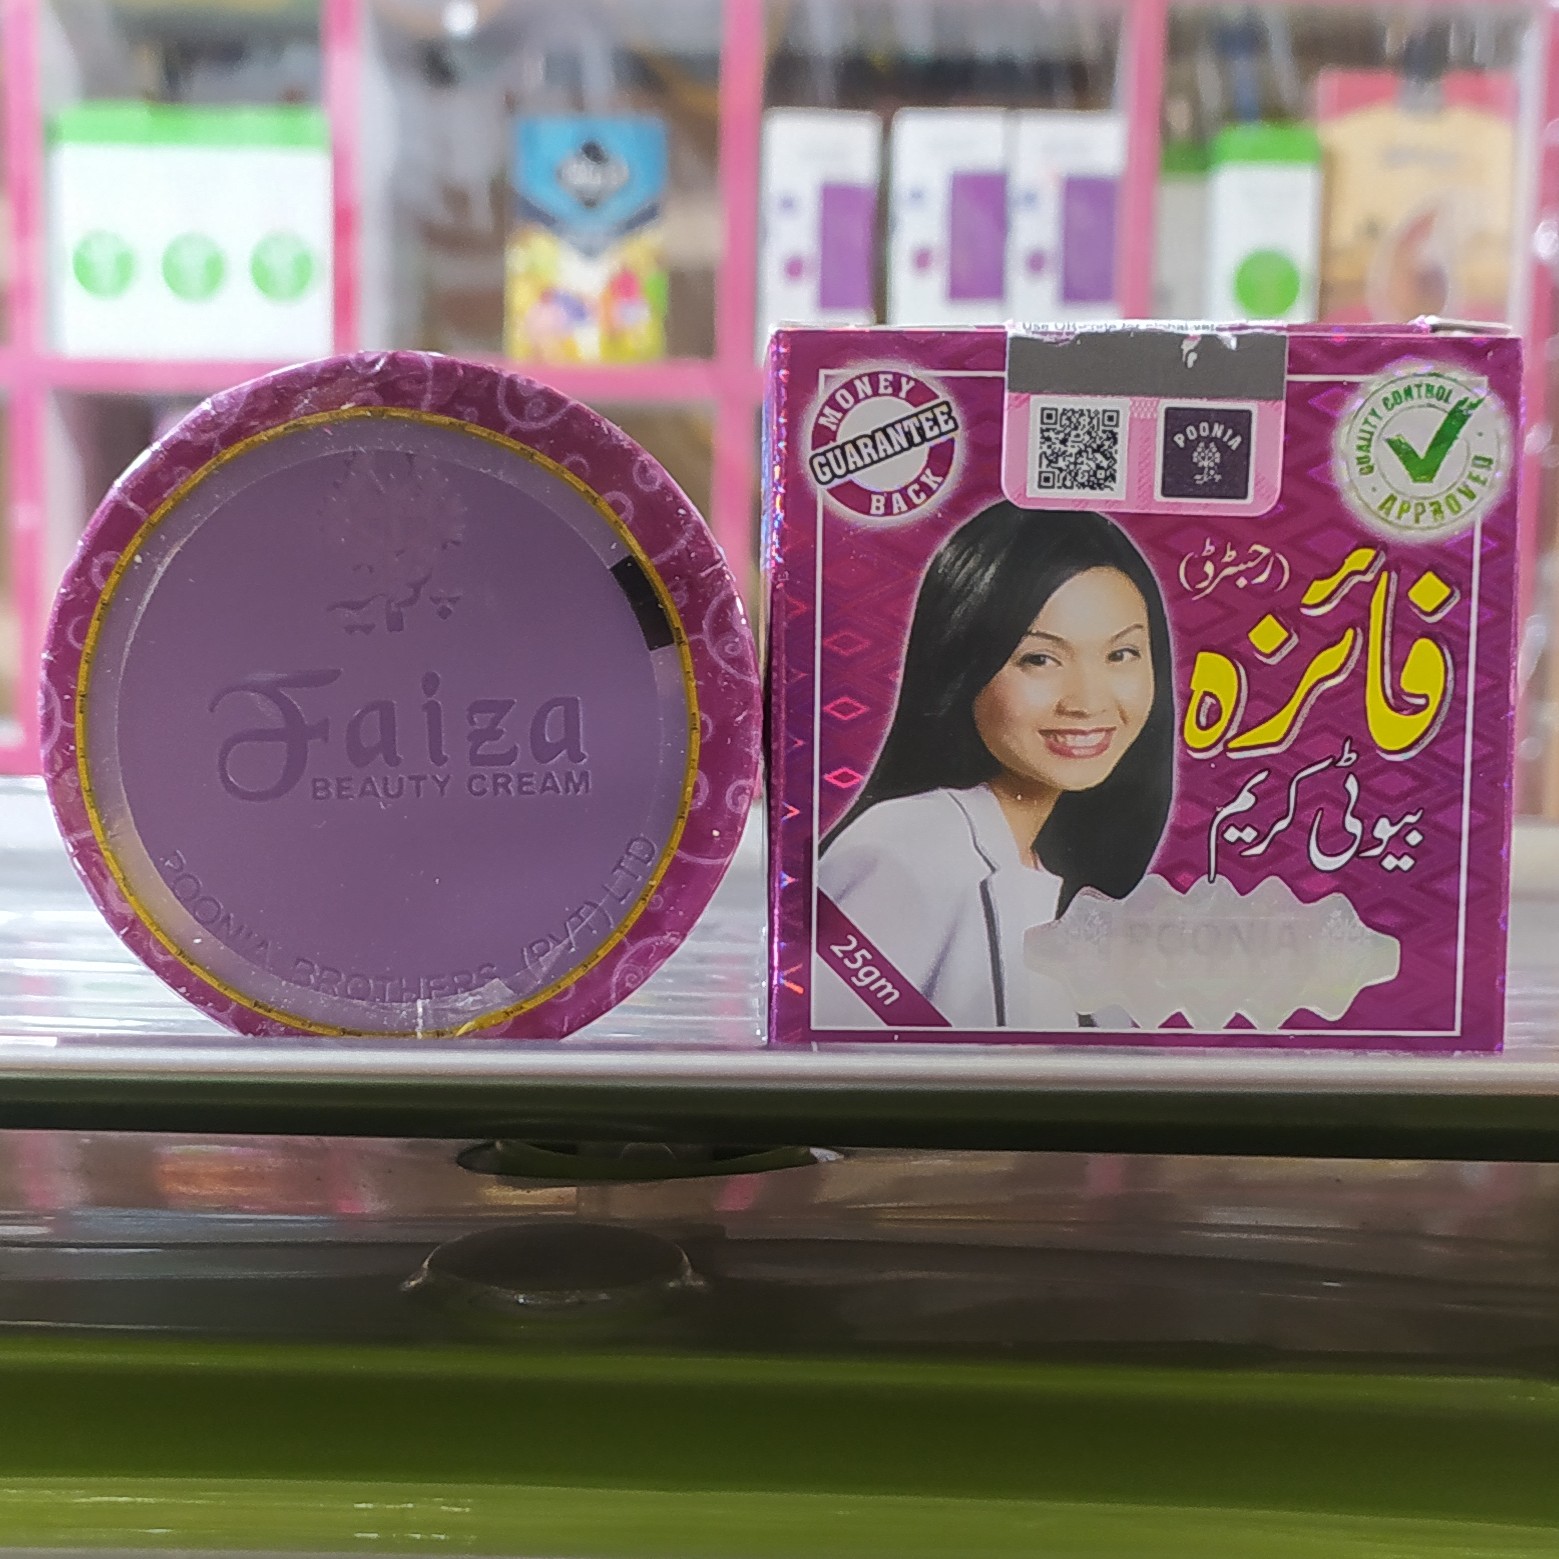 Faiza
BEAUTY CREAM
POONIA BROTHERS (PVT) LTD
MONEY
GUARANTEE
BACK
POONIA
QUALITY CONTROL
APPROVED
(رجسٹرڈ)
فائزہ
بیوٹی کریم
25gm
POONIA